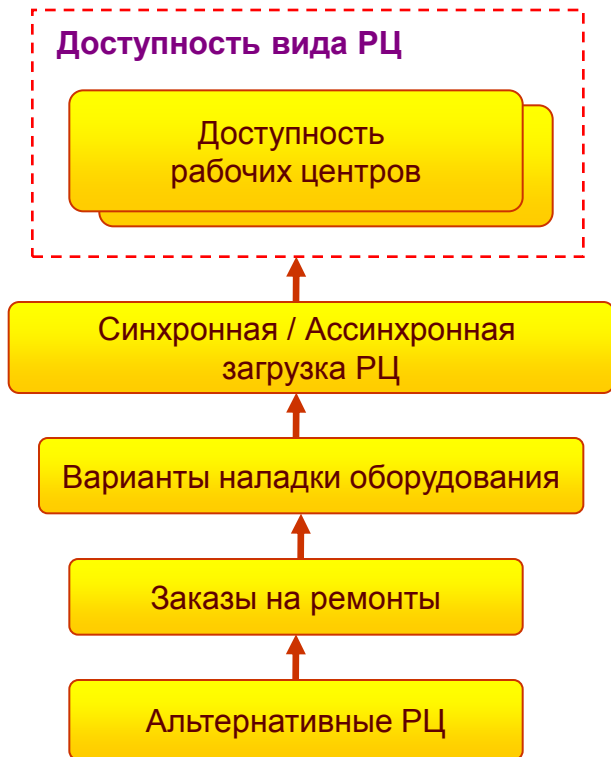 Доступность вида РЦ
Доступность
рабочих центров
Синхронная / Ассинхронная
загрузка РЦ
Варианты наладки оборудования
Заказы на ремонты
Альтернативные РЦ